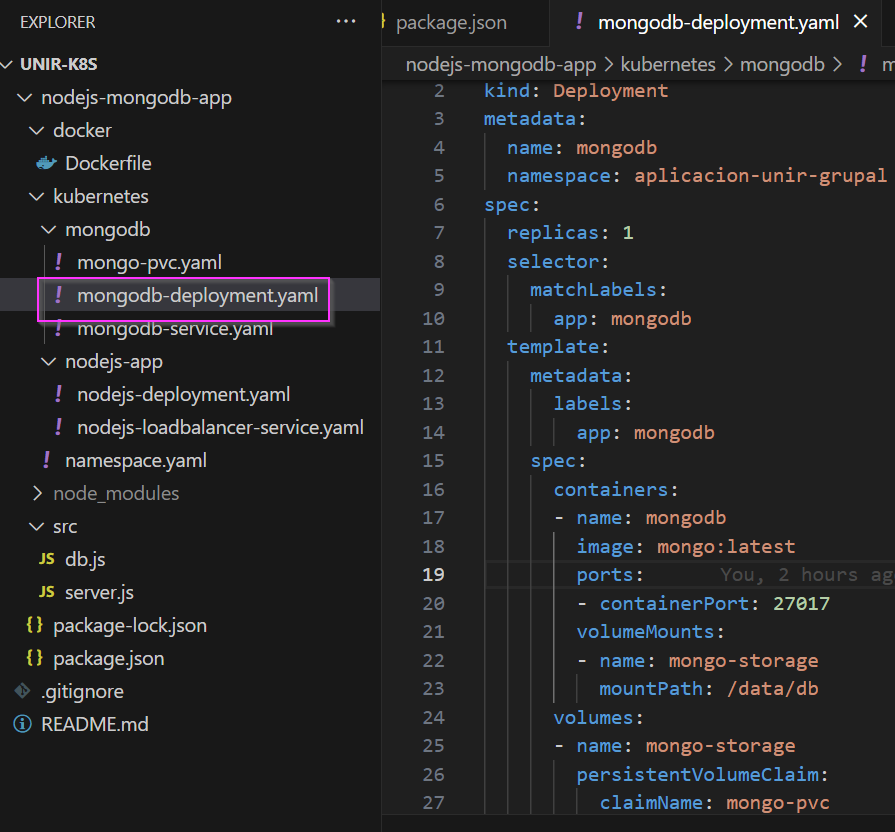 EXPLORER
UNIR-K8S
nodejs-mongodb-app
docker
Dockerfile
kubernetes
mongodb
! mongo-pvc.yaml
! mongodb-deployment.yaml
! mongodb-service.yaml
nodejs-app
! nodejs-deployment.yaml
! nodejs-loadbalancer-service.yaml
! namespace.yaml
node_modules
src
JS db.js
JS server.js
{} package-lock.json
{} package.json
.gitignore
README.md
package.json
! mongodb-deployment.yaml
nodejs-mongodb-app > kubernetes > mongodb > ! m
2 kind: Deployment
3 metadata:
4 name: mongodb
5 namespace: aplicacion-unir-grupal
6 spec:
7 replicas: 1
8 selector:
9 matchLabels:
10 app: mongodb
11 template:
12 metadata:
13 labels:
14 app: mongodb
15 spec:
16 containers:
17 - name: mongodb
18 image: mongo:latest
19 ports: You, 2 hours ag
20 - containerPort: 27017
21 volumeMounts:
22 - name: mongo-storage
23 mountPath: /data/db
24 volumes:
25 - name: mongo-storage
26 persistentVolumeClaim:
27 claimName: mongo-pvc